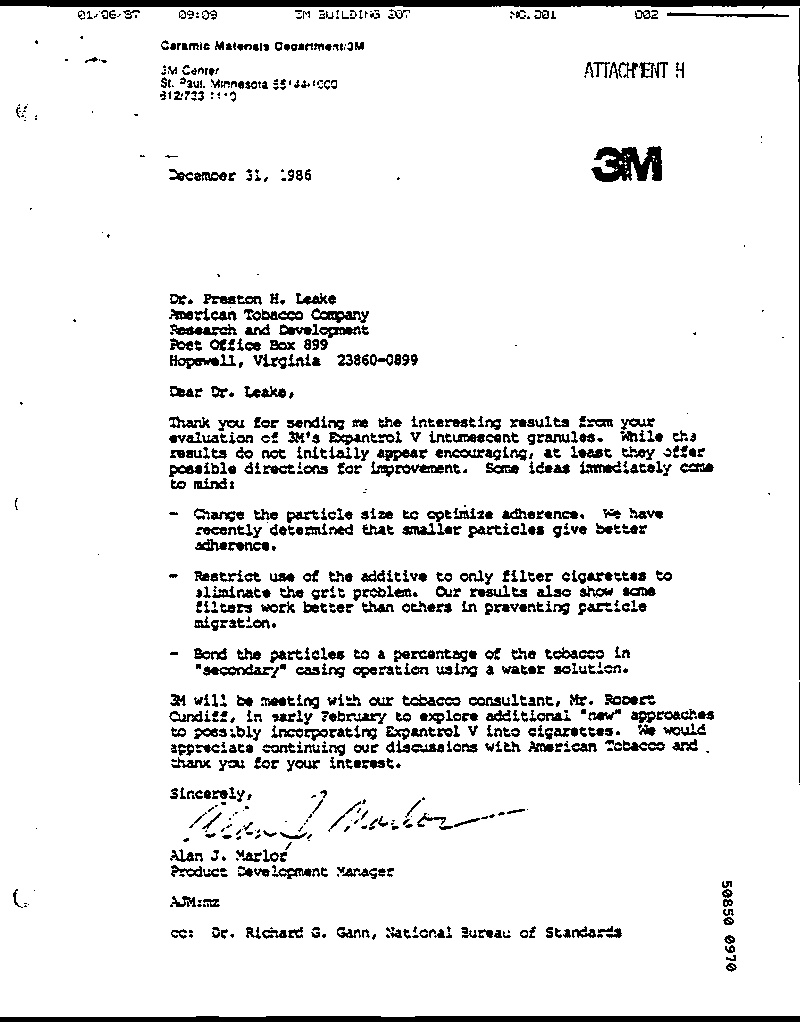 01/06/87 09:09 3M BUILDING 207 NO.001 002
Ceramic Materials Department/3M
3M Center
St. Paul, Minnesota 55144-1000
612/733 1110
ATTACHMENT H
3M
December 31, 1986
Dr. Preston H. Leake
American Tobacco Company
Research and Development
Post Office Box 899
Hopewell, Virginia 23860-0899
Dear Dr. Leake,
Thank you for sending me the interesting results from your
evaluation of 3M's Expantrol V intumescent granules. While the
results do not initially appear encouraging, at least they offer
possible directions for improvement. Some ideas immediately come
to mind:
- Change the particle size to optimize adherence. We have
recently determined that smaller particles give better
adherence.
- Restrict use of the additive to only filter cigarettes to
eliminate the grit problem. Our results also show some
filters work better than others in preventing particle
migration.
- Bond the particles to a percentage of the tobacco in
"secondary" casing operation using a water solution.
3M will be meeting with our tobacco consultant, Mr. Robert
Cundiff, in early February to explore additional "new" approaches
to possibly incorporating Expantrol V into cigarettes. We would
appreciate continuing our discussions with American Tobacco and
thank you for your interest.
Sincerely,
Alan J. Marlor
Alan J. Marlor
Product Development Manager
AJM:mz
cc: Dr. Richard G. Gann, National Bureau of Standards
50850 0970